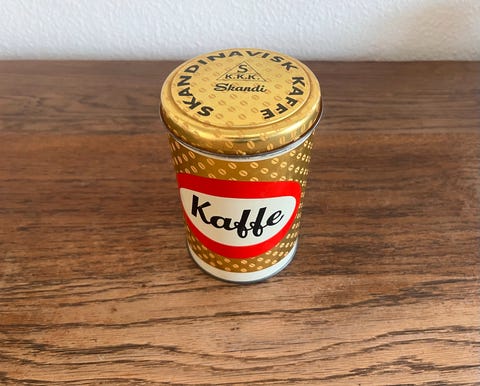 SKANDINAVISK KAFFE
S
K.K.K.
Skandi
Kaffe